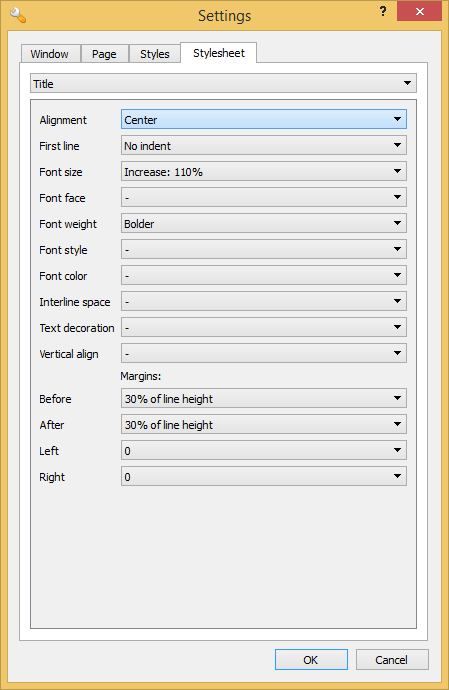 Settings
?
Window Page Styles Stylesheet
Title
Alignment Center
First line No indent
Font size Increase: 110%
Font face -
Font weight Bolder
Font style -
Font color -
Interline space -
Text decoration -
Vertical align -
Margins:
Before 30% of line height
After 30% of line height
Left 0
Right 0
OK Cancel